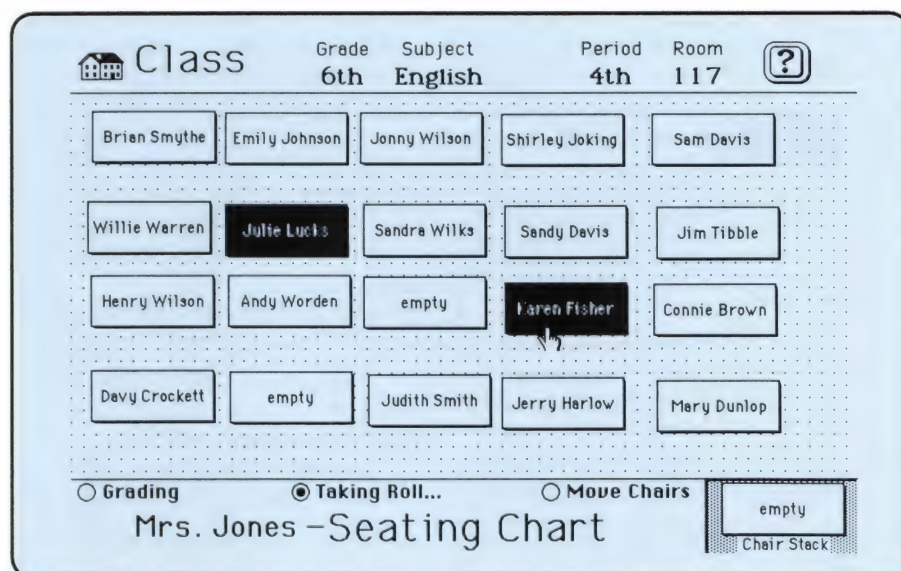 Class Grade Subject Period Room ?
6th English 4th 117
Brian Smythe Emily Johnson Jonny Wilson Shirley Joking Sam Davis
Willie Warren Julie Lucks Sandra Wilks Sandy Davis Jim Tibble
Henry Wilson Andy Worden empty Karen Fisher Connie Brown
Davy Crockett empty Judith Smith Jerry Harlow Mary Dunlop
Grading Taking Roll... Move Chairs
empty
Mrs. Jones - Seating Chart
Chair Stack